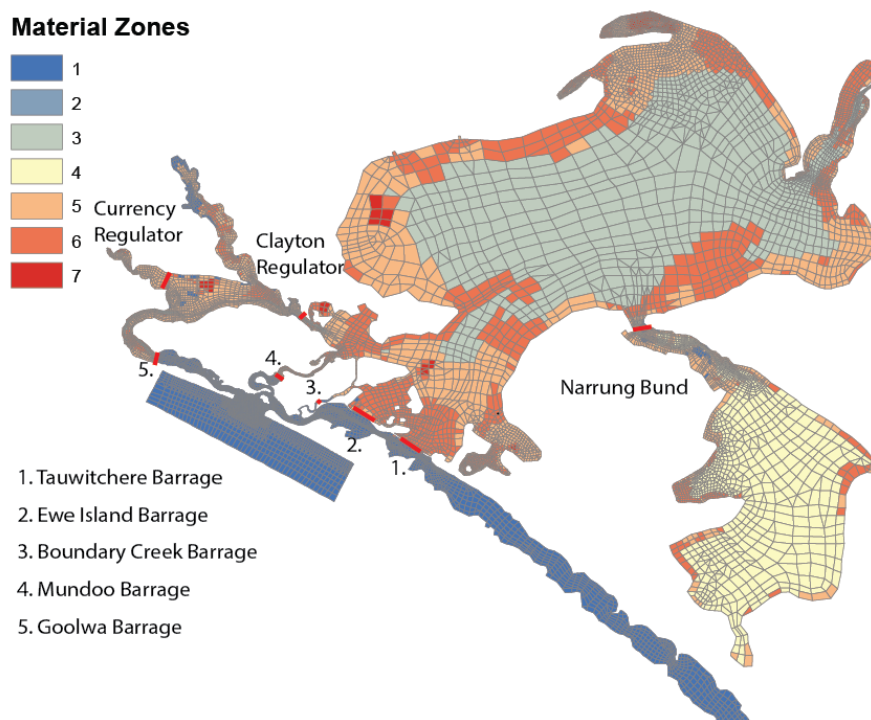 Material Zones
1
2
3
4
5
6
7
Currency
Regulator
Clayton
Regulator
5.
4.
3.
2.
1.
Narrung Bund
1. Tauwitchere Barrage
2. Ewe Island Barrage
3. Boundary Creek Barrage
4. Mundoo Barrage
5. Goolwa Barrage